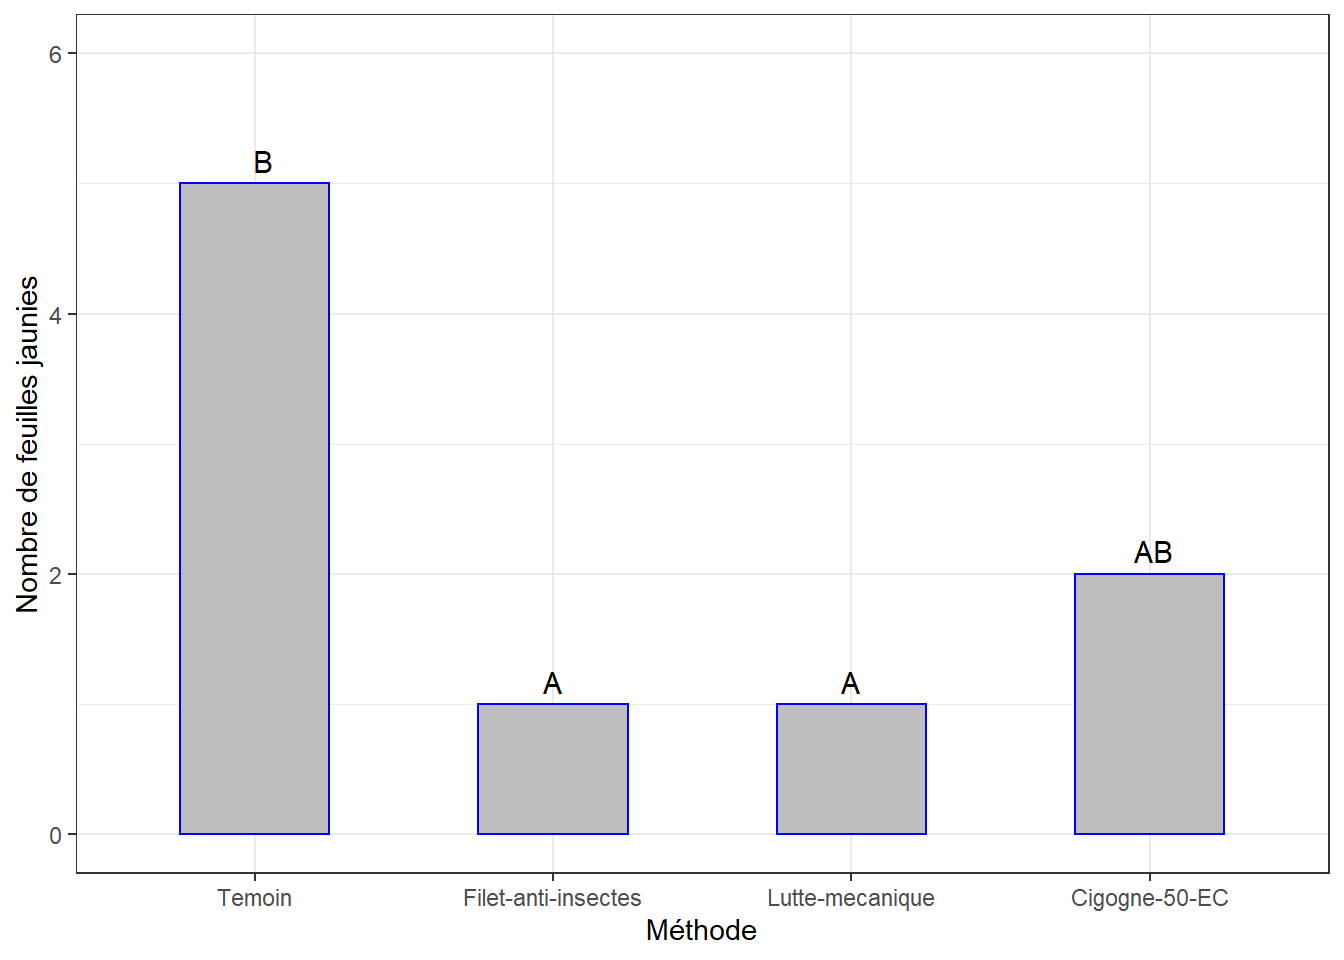 Nombre de feuilles jaunies
6
4
2
0
B
A
A
AB
Temoin
Filet-anti-insectes
Lutte-mecanique
Cigogne-50-EC
Méthode